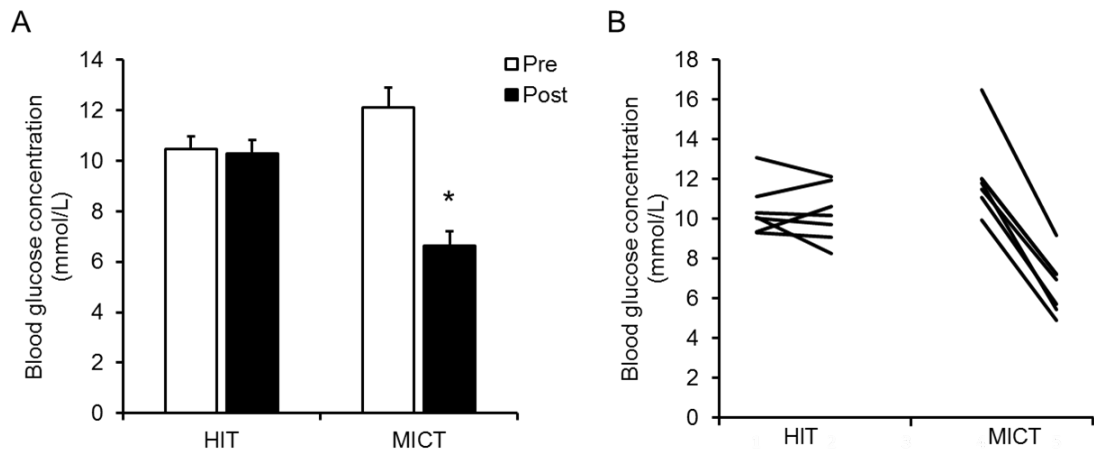 A
Blood glucose concentration
(mmol/L)
14
12
10
8
6
4
2
0
Pre
Post
*
HIT
MICT
B
Blood glucose concentration
(mmol/L)
18
16
14
12
10
8
6
4
2
0
HIT
MICT